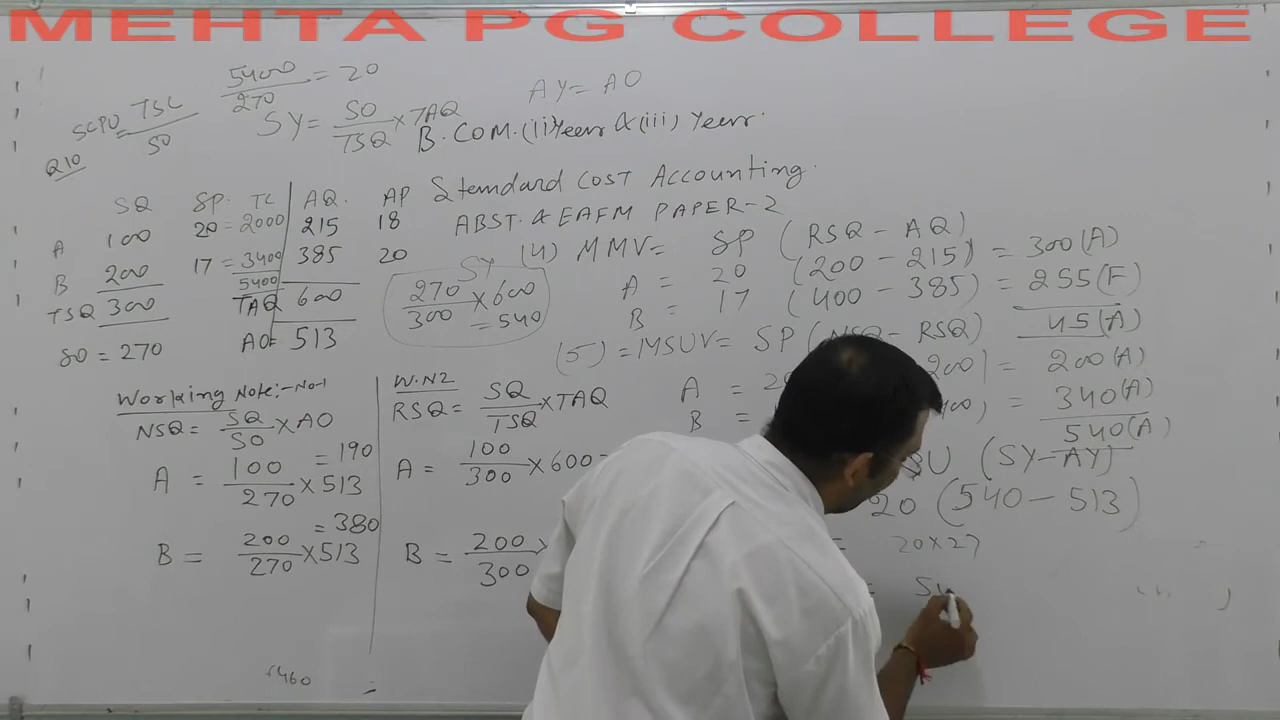 MEHTA PG COLLEGE
5400/270 = 20
AY = AO
SCPU = TSC/SO
SY = SO/TSQ × TAQ
B.COM.(ii)Year & (iii) Year.
Q10
Standard COST Accounting.
ABST. & EAFM PAPER-2
SQ SP. TC AQ. AP
A 100 20 = 2000 215 18
B 200 17 = 3400 385 20
TSQ 300 5400 TAQ 600
SO = 270 AO = 513
SY
270/300 × 600
= 540
(4) MMV = SP (RSQ - AQ)
A = 20 (200 - 215) = 300 (A)
B = 17 (400 - 385) = 255 (F)
45 (A)
(5) = MSUV = SP (NSQ - RSQ)
A = 200) = 200 (A)
B = ) = 340 (A)
540 (A)
(SY - AY)
20 (540 - 513)
= 20 × 27
=
Working Note:- No-1
NSQ = SQ/SO × AO
A = 100/270 × 513 = 190
B = 200/270 × 513 = 380
W.N2
RSQ = SQ/TSQ × TAQ
A = 100/300 × 600 =
B = 200/300 ×